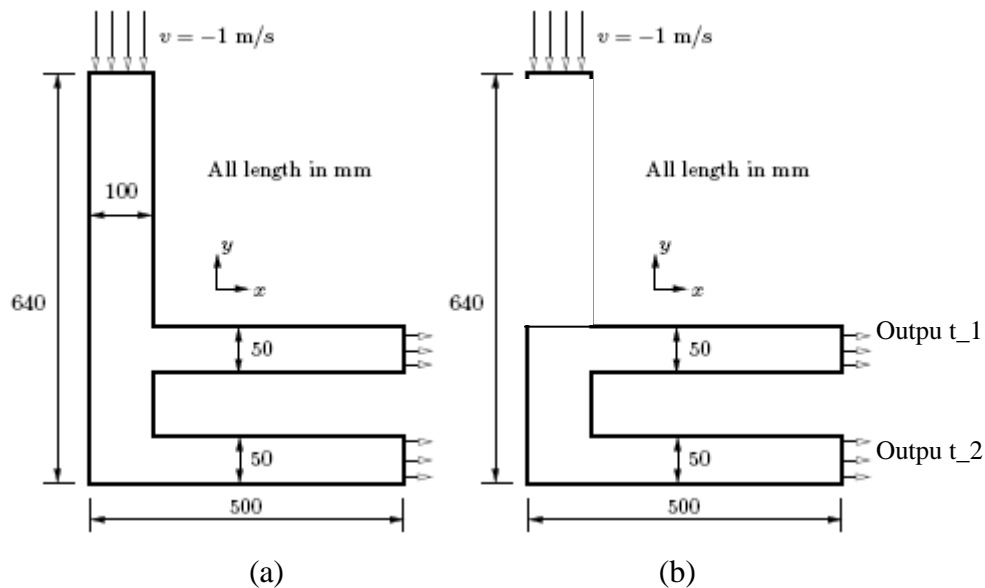 v = −1 m/s
v = −1 m/s
All length in mm
All length in mm
100
y
y
x
x
640
640
50
50
Outpu t_1
50
50
Outpu t_2
500
500
(a)
(b)